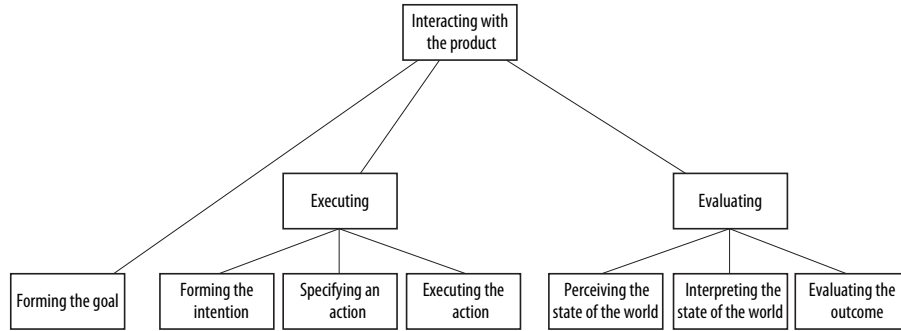 Interacting with
the product
Executing
Evaluating
Forming the goal
Forming the
intention
Specifying an
action
Executing the
action
Perceiving the
state of the world
Interpreting the
state of the world
Evaluating the
outcome